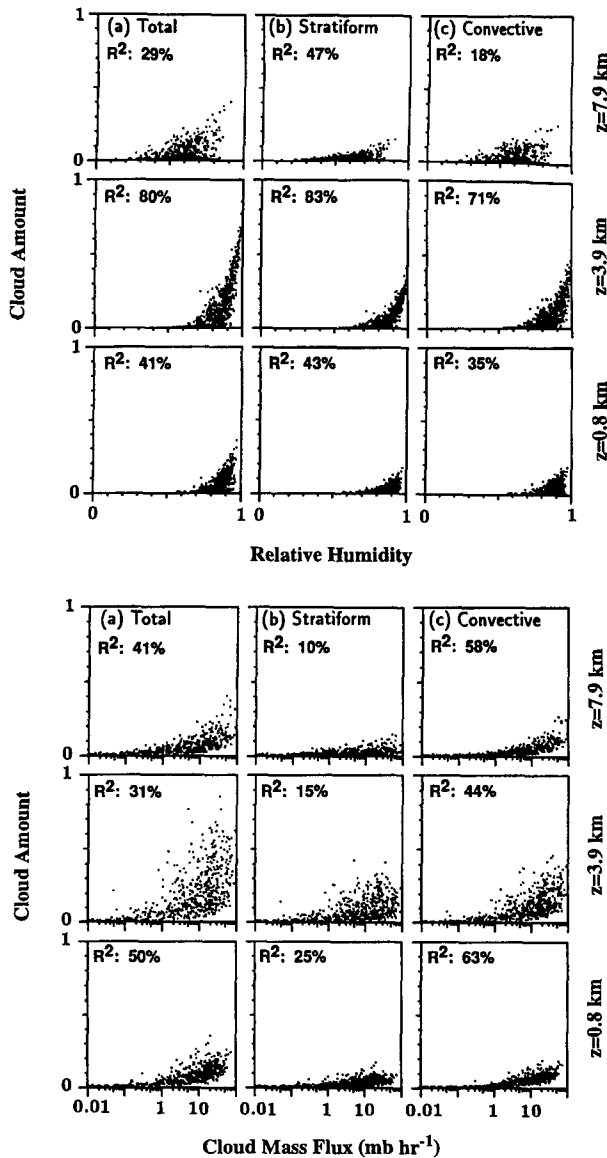 1 (a) Total (b) Stratiform (c) Convective
R²: 29% R²: 47% R²: 18%
z=7.9 km
0
1
R²: 80% R²: 83% R²: 71%
z=3.9 km
Cloud Amount
0
1
R²: 41% R²: 43% R²: 35%
z=0.8 km
0
0 1 0 1 0 1
Relative Humidity
1 (a) Total (b) Stratiform (c) Convective
R²: 41% R²: 10% R²: 58%
z=7.9 km
0
1
R²: 31% R²: 15% R²: 44%
z=3.9 km
Cloud Amount
0
1
R²: 50% R²: 25% R²: 63%
z=0.8 km
0
0.01 1 10 0.01 1 10 0.01 1 10
Cloud Mass Flux (mb hr⁻¹)